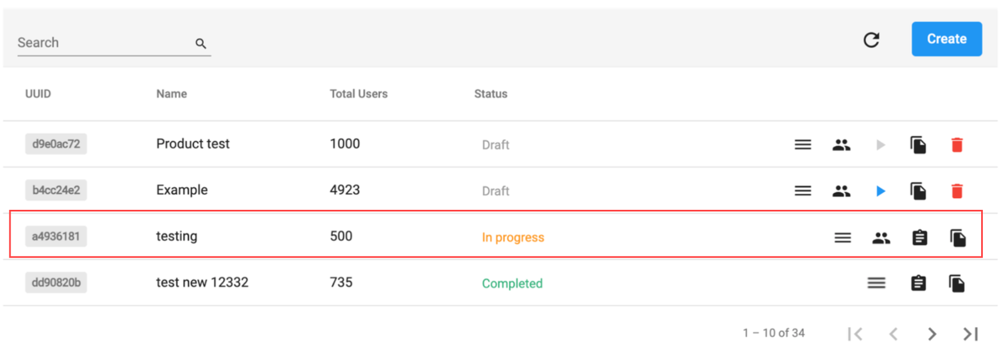 Search Create
UUID Name Total Users Status
d9e0ac72 Product test 1000 Draft
b4cc24e2 Example 4923 Draft
a4936181 testing 500 In progress
dd90820b test new 12332 735 Completed
1 – 10 of 34